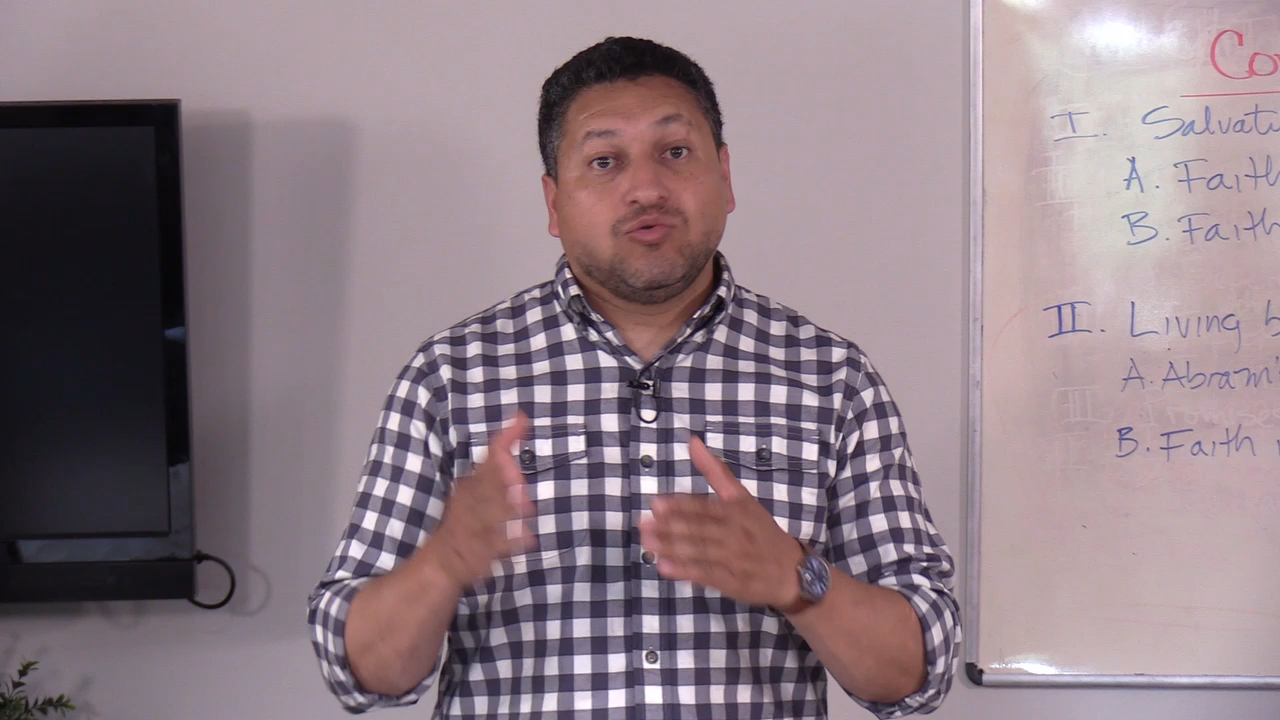 Co
I. Salvati
A. Faith
B. Faith
II. Living b
A. Abram's
B. Faith